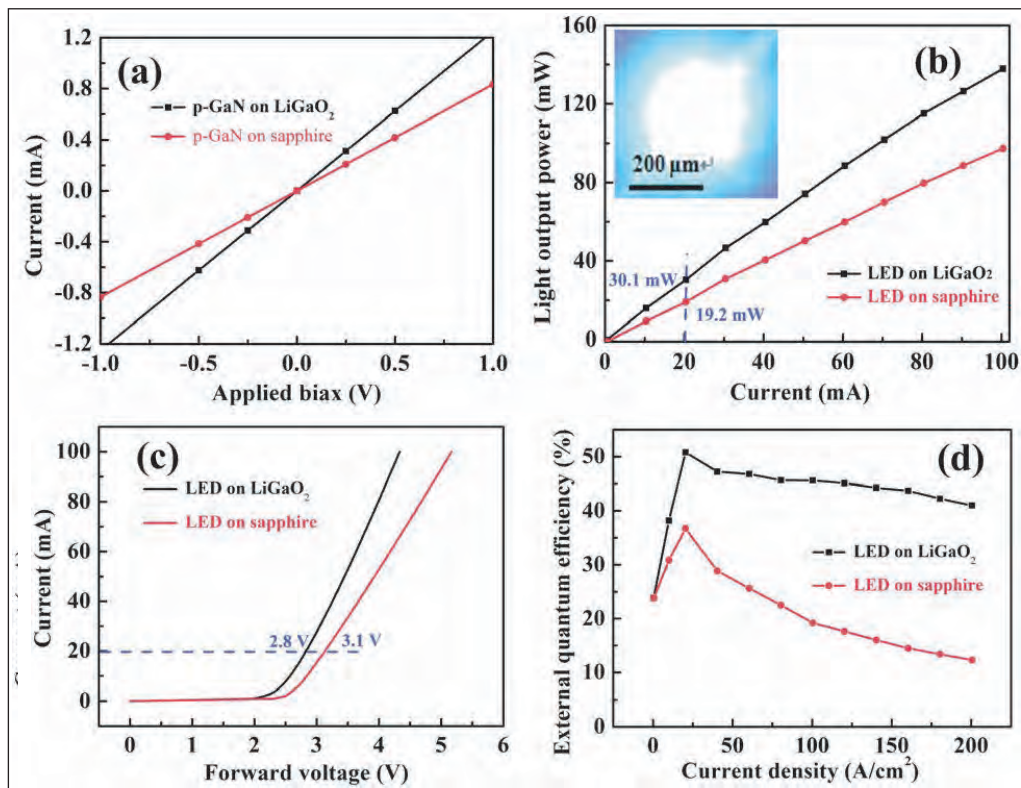 (a)
p-GaN on LiGaO2
p-GaN on sapphire
Current (mA)
1.2
0.8
0.4
0.0
-0.4
-0.8
-1.2
-1.0
-0.5
0.0
0.5
1.0
Applied biax (V)
(b)
200 μm↵
Light output power (mW)
160
120
80
40
0
30.1 mW
19.2 mW
LED on LiGaO2
LED on sapphire
0
20
40
60
80
100
Current (mA)
(c)
LED on LiGaO2
LED on sapphire
Current (mA)
100
80
60
40
20
0
2.8 V
3.1 V
0
1
2
3
4
5
6
Forward voltage (V)
(d)
External quantum efficiency (%)
50
40
30
20
10
0
LED on LiGaO2
LED on sapphire
0
50
100
150
200
Current density (A/cm2)